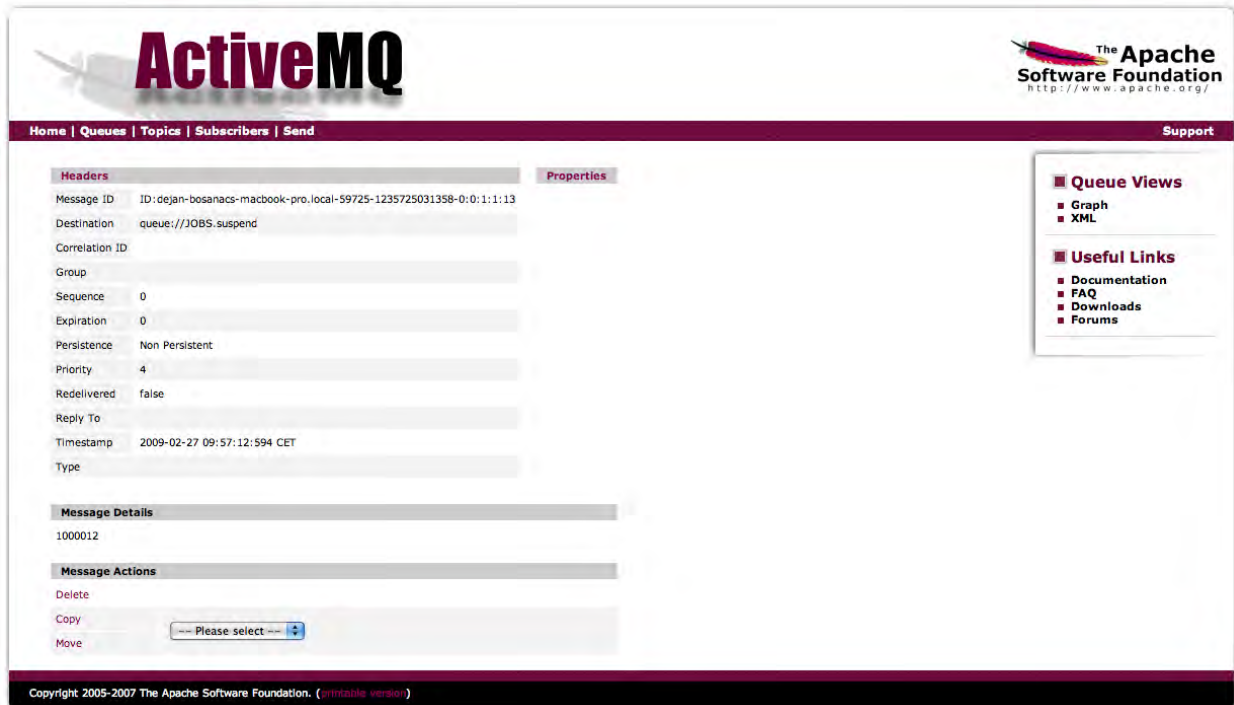 ActiveMQ
The Apache
Software Foundation
http://www.apache.org/
Home | Queues | Topics | Subscribers | Send
Support
Headers
Message ID ID:dejan-bosanacs-macbook-pro.local-59725-1235725031358-0:0:1:1:13
Destination queue://JOBS.suspend
Correlation ID
Group
Sequence 0
Expiration 0
Persistence Non Persistent
Priority 4
Redelivered false
Reply To
Timestamp 2009-02-27 09:57:12:594 CET
Type
Properties
Message Details
1000012
Message Actions
Delete
Copy
-- Please select --
Move
Queue Views
Graph
XML
Useful Links
Documentation
FAQ
Downloads
Forums
Copyright 2005-2007 The Apache Software Foundation. (printable version)